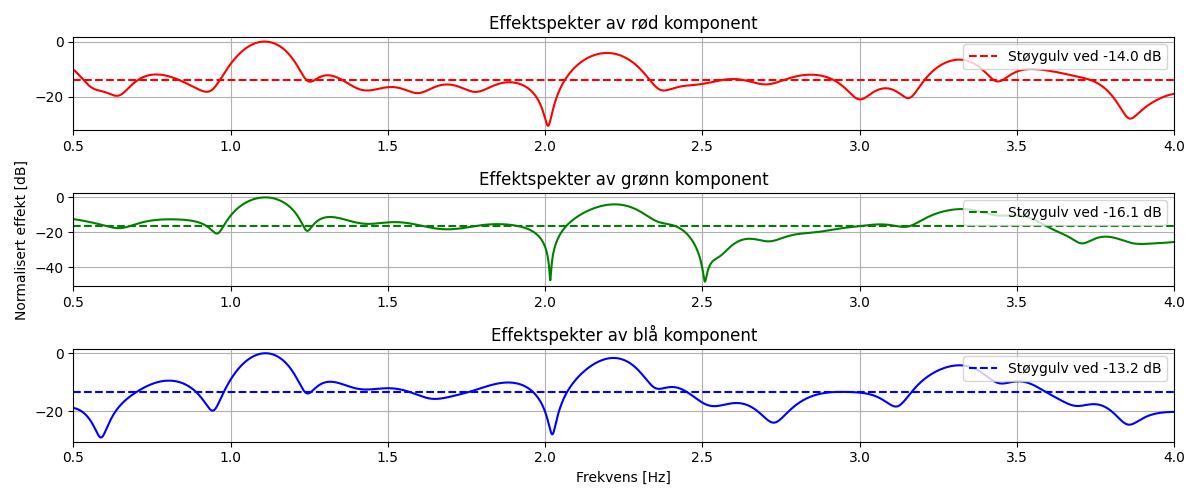 Effektspekter av rød komponent
0
−20
Støygulv ved -14.0 dB
0.5 1.0 1.5 2.0 2.5 3.0 3.5 4.0
Effektspekter av grønn komponent
Normalisert effekt [dB]
0
−20
−40
Støygulv ved -16.1 dB
0.5 1.0 1.5 2.0 2.5 3.0 3.5 4.0
Effektspekter av blå komponent
0
−20
Støygulv ved -13.2 dB
0.5 1.0 1.5 2.0 2.5 3.0 3.5 4.0
Frekvens [Hz]